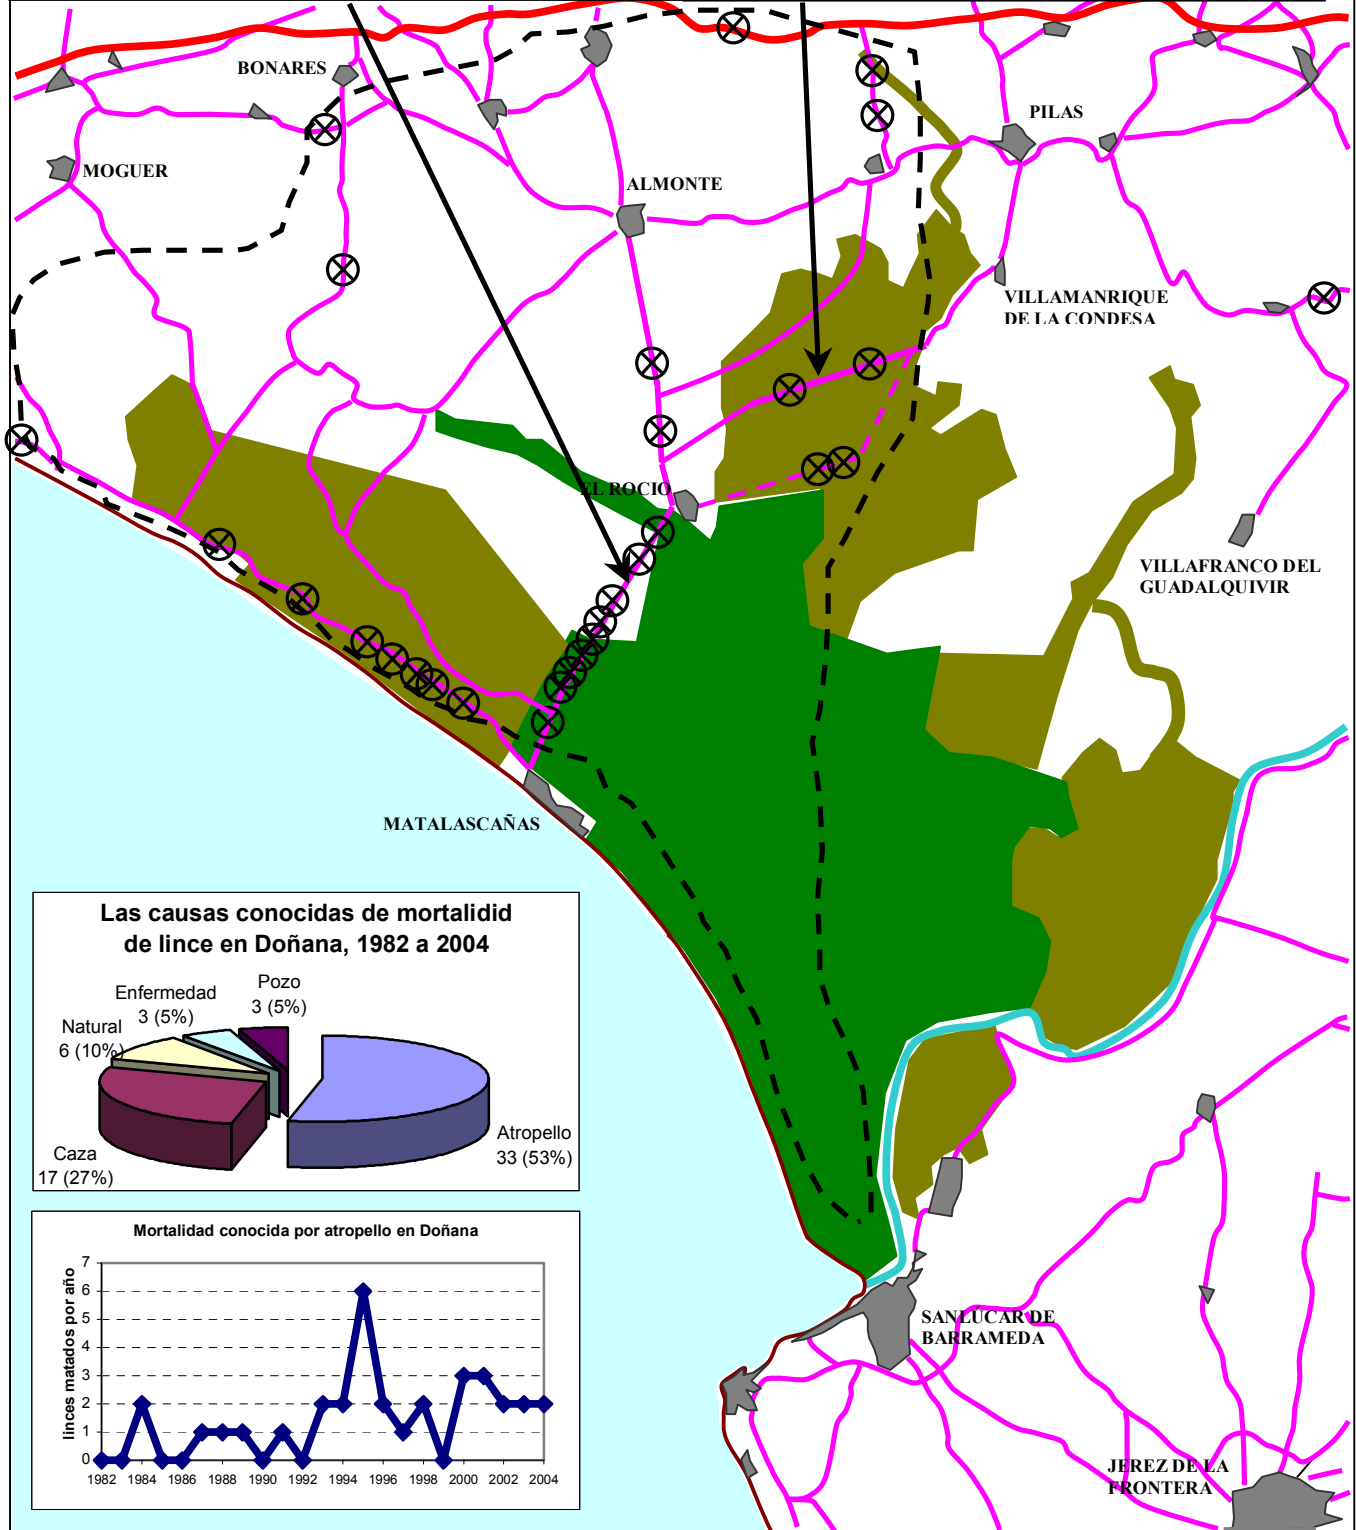 BONARES
PILAS
MOGUER
ALMONTE
VILLAMANRIQUE
DE LA CONDESA
EL ROCIO
VILLAFRANCO DEL
GUADALQUIVIR
MATALASCAÑAS
Las causas conocidas de mortalidid
de lince en Doñana, 1982 a 2004
Pozo
3 (5%)
Enfermedad
3 (5%)
Natural
6 (10%)
Atropello
33 (53%)
Caza
17 (27%)
Mortalidad conocida por atropello en Doñana
linces matados por año
7
6
5
4
3
2
1
0
1982 1984 1986 1988 1990 1992 1994 1996 1998 2000 2002 2004
SANLÚCAR DE
BARRAMEDA
JEREZ DE LA
FRONTERA